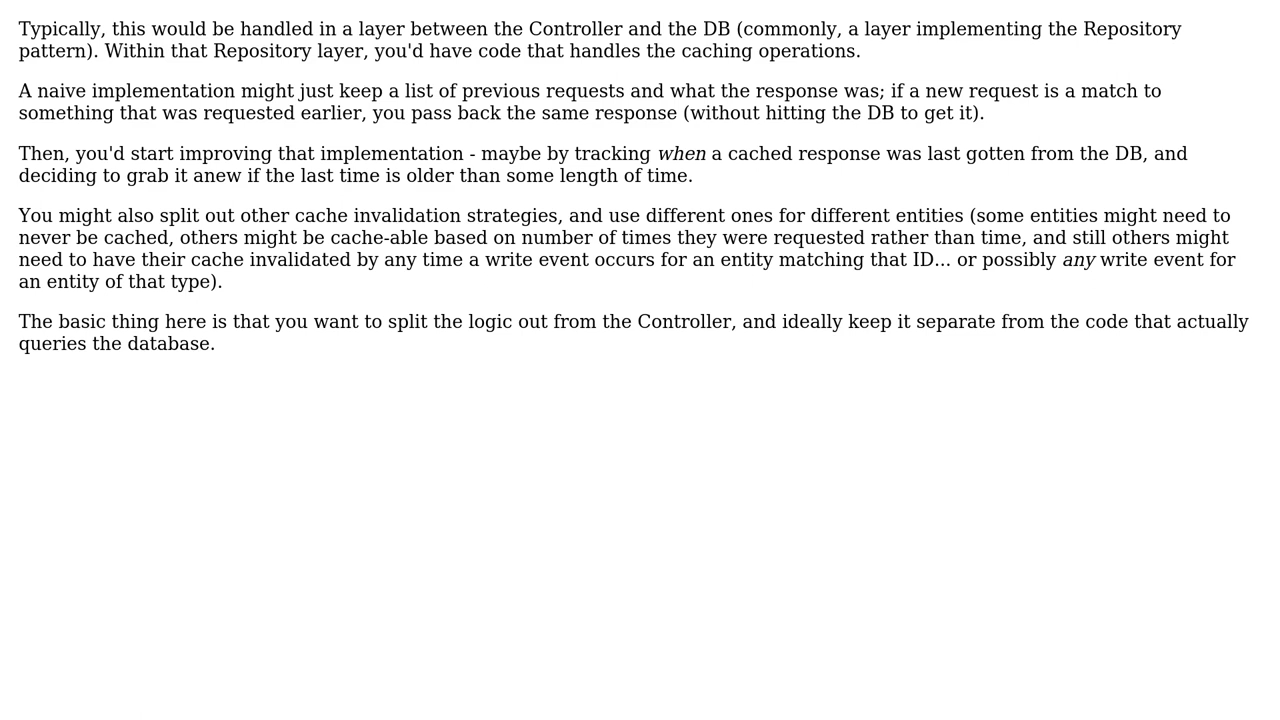 Typically, this would be handled in a layer between the Controller and the DB (commonly, a layer implementing the Repository
pattern). Within that Repository layer, you'd have code that handles the caching operations.
A naive implementation might just keep a list of previous requests and what the response was; if a new request is a match to
something that was requested earlier, you pass back the same response (without hitting the DB to get it).
Then, you'd start improving that implementation - maybe by tracking when a cached response was last gotten from the DB, and
deciding to grab it anew if the last time is older than some length of time.
You might also split out other cache invalidation strategies, and use different ones for different entities (some entities might need to
never be cached, others might be cache-able based on number of times they were requested rather than time, and still others might
need to have their cache invalidated by any time a write event occurs for an entity matching that ID... or possibly any write event for
an entity of that type).
The basic thing here is that you want to split the logic out from the Controller, and ideally keep it separate from the code that actually
queries the database.